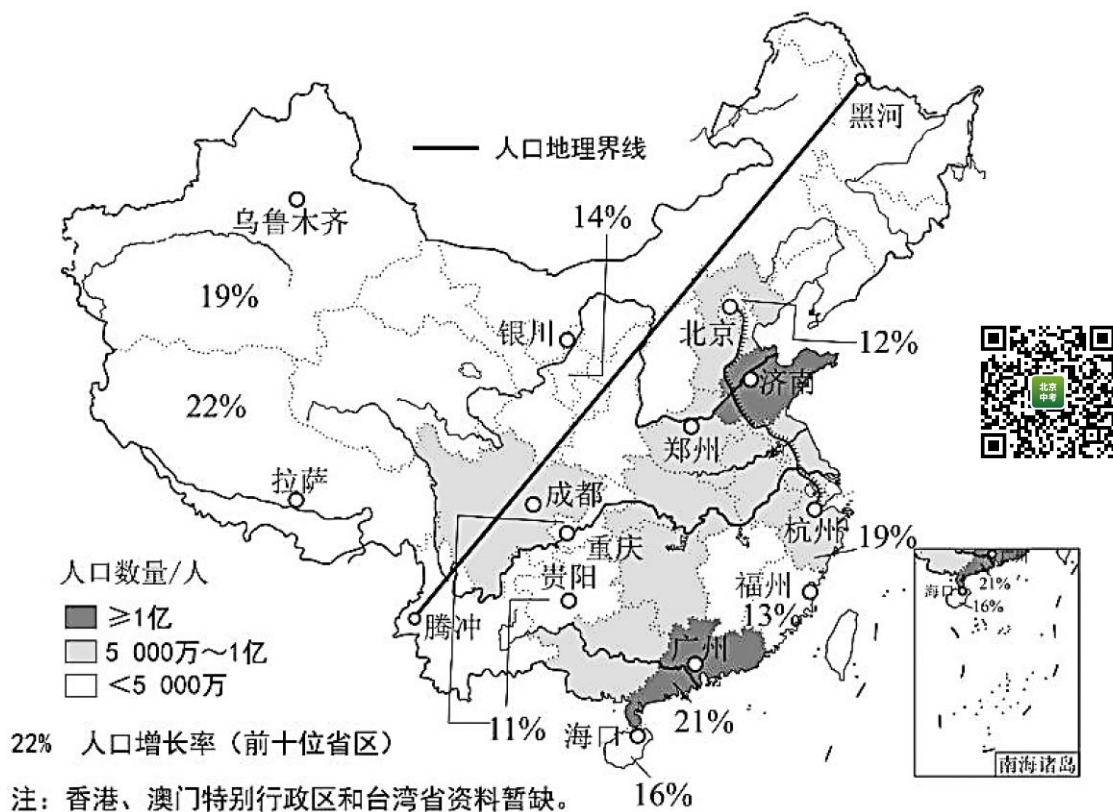 黑河
人口地理界线
乌鲁木齐
14%
19%
银川
北京
12%
22%
济南
北京
中考
郑州
拉萨
成都
杭州
重庆
19%
人口数量/人
贵阳
福州
13%
≥1亿
腾冲
广州
5 000万~1亿
<5 000万
11%
21%
海口
22% 人口增长率（前十位省区）
16%
注：香港、澳门特别行政区和台湾省资料暂缺。
21%
海口
16%
南海诸岛